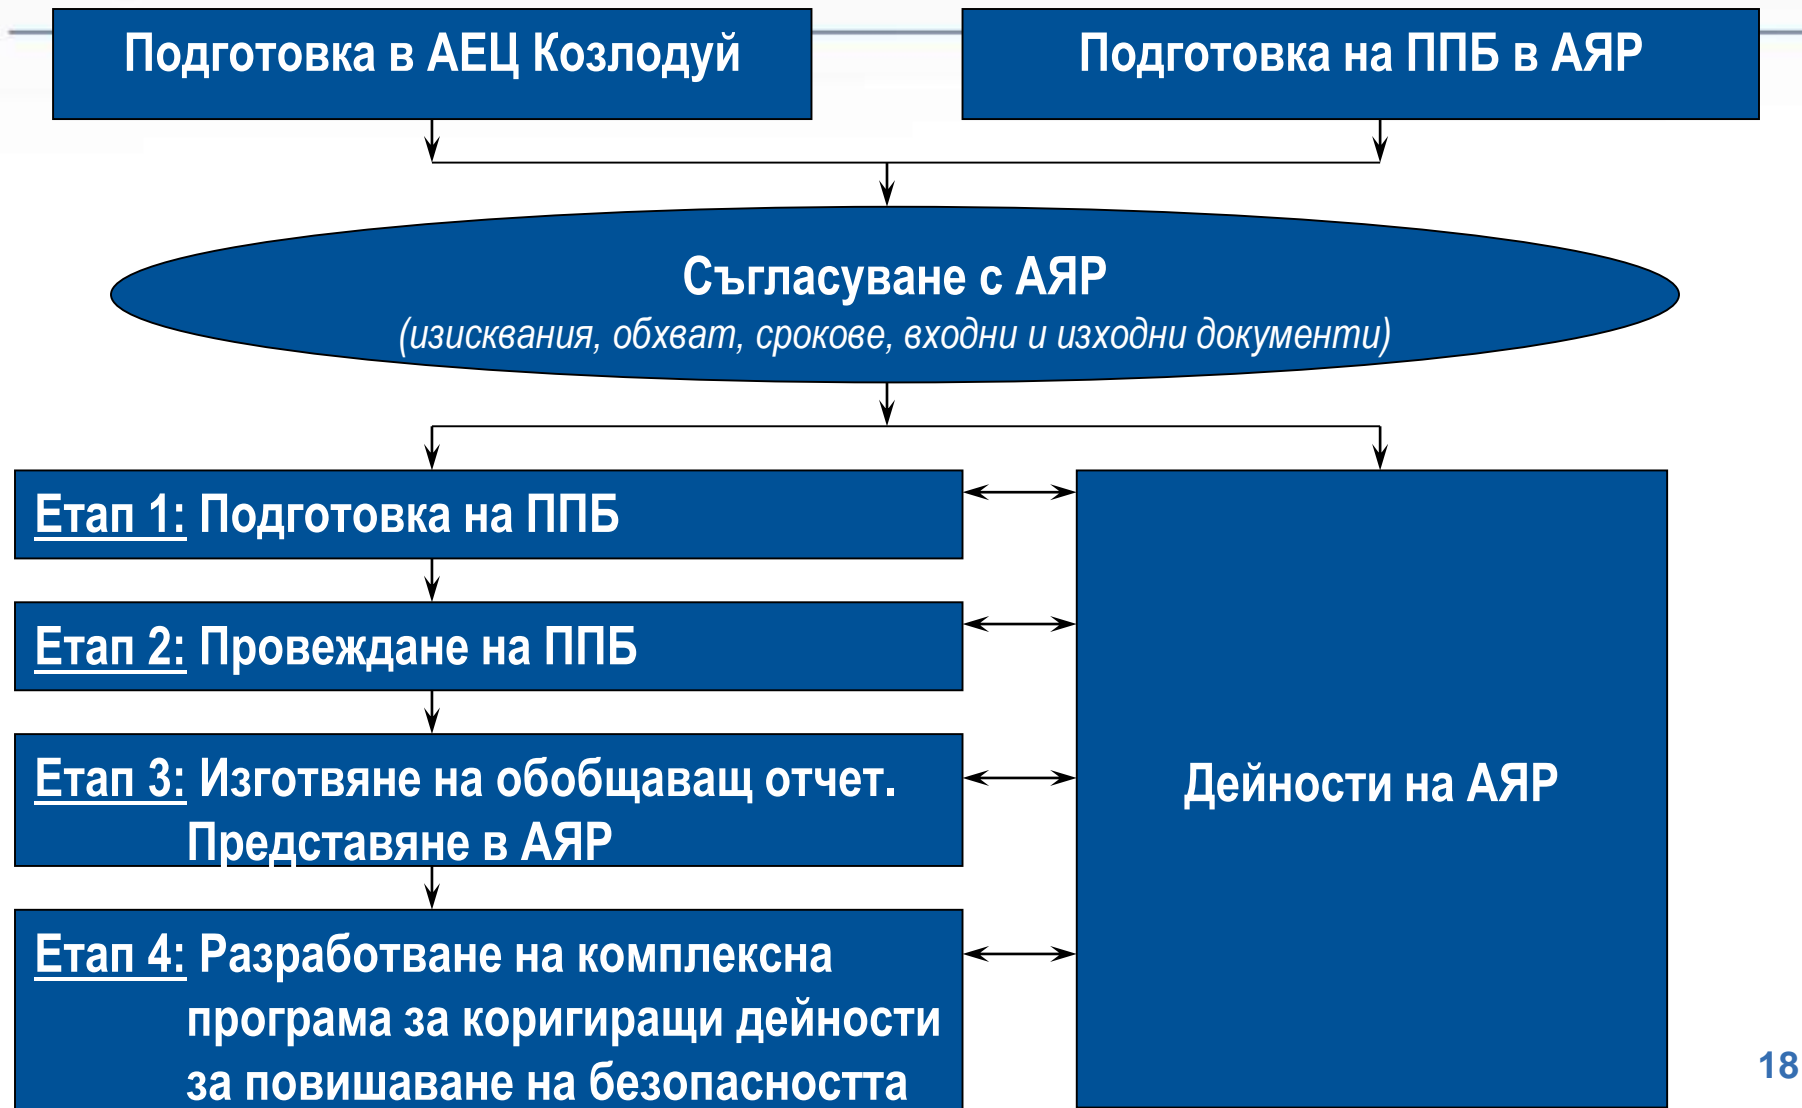 Подготовка в АЕЦ Козлодуй
Подготовка на ППБ в АЯР
Съгласуване с АЯР
(изисквания, обхват, срокове, входни и изходни документи)
Етап 1: Подготовка на ППБ
Етап 2: Провеждане на ППБ
Етап 3: Изготвяне на обобщаващ отчет.
Представяне в АЯР
Етап 4: Разработване на комплексна
програма за коригиращи дейности
за повишаване на безопасността
Дейности на АЯР
18